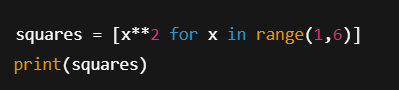 squares = [x**2 for x in range(1,6)]
print(squares)